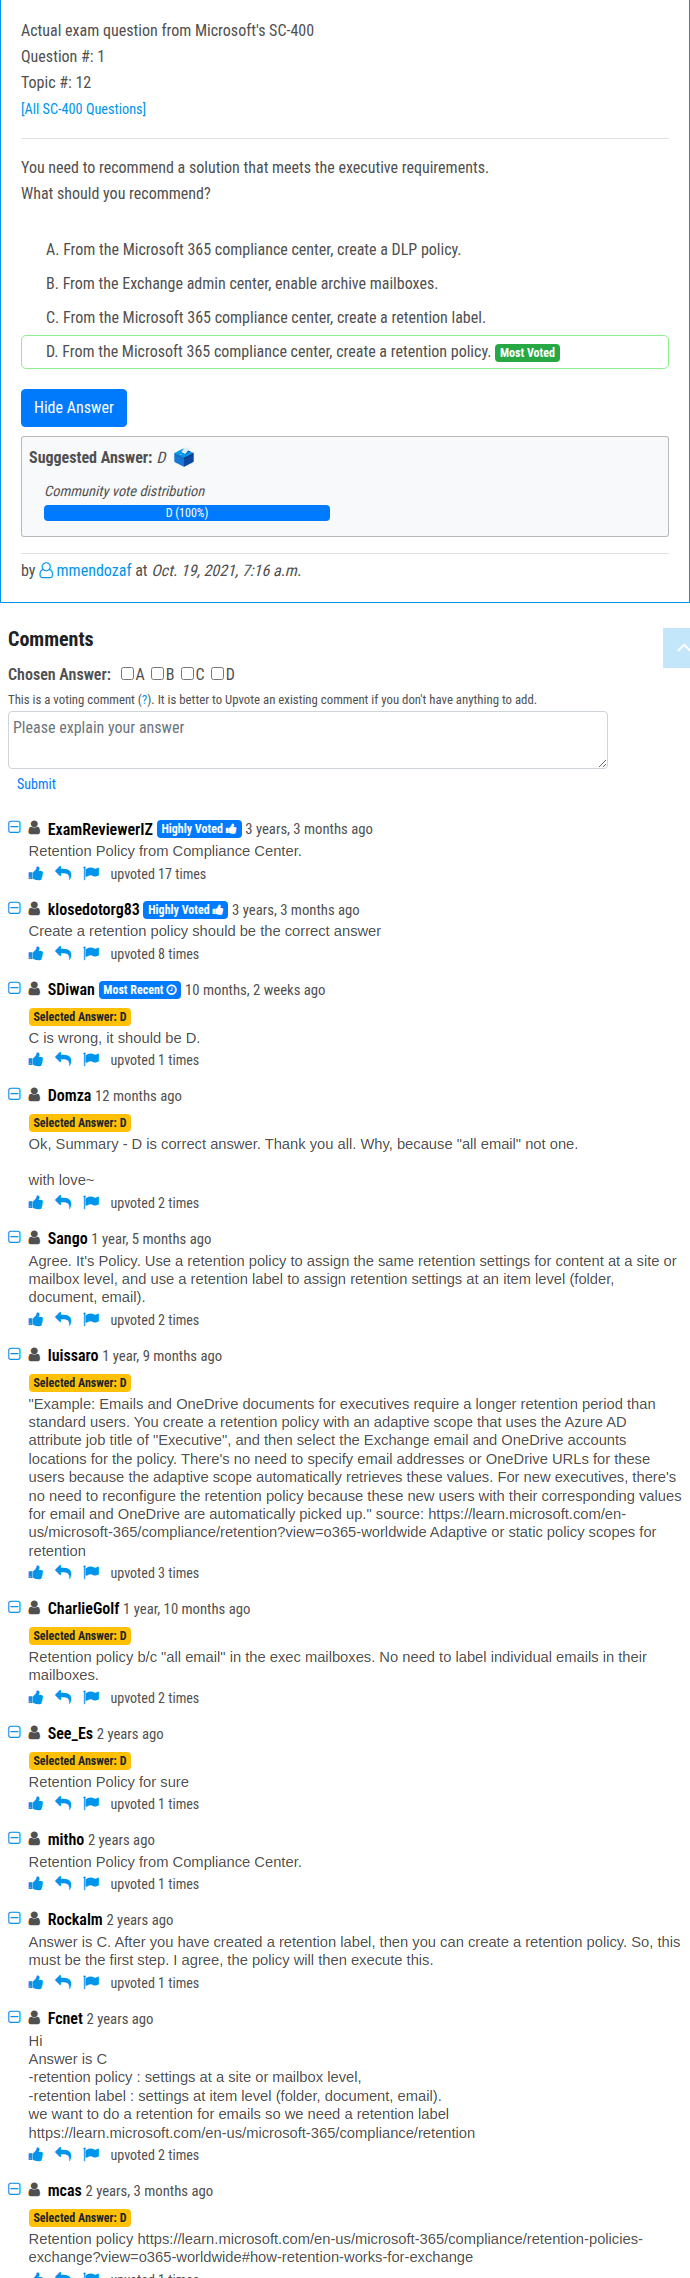 Actual exam question from Microsoft's SC-400
Question #: 1
Topic #: 12
[All SC-400 Questions]
You need to recommend a solution that meets the executive requirements.
What should you recommend?
A. From the Microsoft 365 compliance center, create a DLP policy.
B. From the Exchange admin center, enable archive mailboxes.
C. From the Microsoft 365 compliance center, create a retention label.
D. From the Microsoft 365 compliance center, create a retention policy. Most Voted
Hide Answer
Suggested Answer: D
Community vote distribution
D (100%)
by mmendozaf at Oct. 19, 2021, 7:16 a.m.
Comments
Chosen Answer: A B C D
This is a voting comment (?). It is better to Upvote an existing comment if you don't have anything to add.
Please explain your answer
Submit
ExamReviewerIZ Highly Voted 3 years, 3 months ago
Retention Policy from Compliance Center.
upvoted 17 times
klosedotorg83 Highly Voted 3 years, 3 months ago
Create a retention policy should be the correct answer
upvoted 8 times
SDiwan Most Recent 10 months, 2 weeks ago
Selected Answer: D
C is wrong, it should be D.
upvoted 1 times
Domza 12 months ago
Selected Answer: D
Ok, Summary - D is correct answer. Thank you all. Why, because "all email" not one.
with love~
upvoted 2 times
Sango 1 year, 5 months ago
Agree. It's Policy. Use a retention policy to assign the same retention settings for content at a site or
mailbox level, and use a retention label to assign retention settings at an item level (folder,
document, email).
upvoted 2 times
luissaro 1 year, 9 months ago
Selected Answer: D
"Example: Emails and OneDrive documents for executives require a longer retention period than
standard users. You create a retention policy with an adaptive scope that uses the Azure AD
attribute job title of "Executive", and then select the Exchange email and OneDrive accounts
locations for the policy. There's no need to specify email addresses or OneDrive URLs for these
users because the adaptive scope automatically retrieves these values. For new executives, there's
no need to reconfigure the retention policy because these new users with their corresponding values
for email and OneDrive are automatically picked up." source: https://learn.microsoft.com/en-
us/microsoft-365/compliance/retention?view=o365-worldwide Adaptive or static policy scopes for
retention
upvoted 3 times
CharlieGolf 1 year, 10 months ago
Selected Answer: D
Retention policy b/c "all email" in the exec mailboxes. No need to label individual emails in their
mailboxes.
upvoted 2 times
See_Es 2 years ago
Selected Answer: D
Retention Policy for sure
upvoted 1 times
mitho 2 years ago
Retention Policy from Compliance Center.
upvoted 1 times
Rockalm 2 years ago
Answer is C. After you have created a retention label, then you can create a retention policy. So, this
must be the first step. I agree, the policy will then execute this.
upvoted 1 times
Fcnet 2 years ago
Hi
Answer is C
-retention policy : settings at a site or mailbox level,
-retention label : settings at item level (folder, document, email).
we want to do a retention for emails so we need a retention label
https://learn.microsoft.com/en-us/microsoft-365/compliance/retention
upvoted 2 times
mcas 2 years, 3 months ago
Selected Answer: D
Retention policy https://learn.microsoft.com/en-us/microsoft-365/compliance/retention-policies-
exchange?view=o365-worldwide#how-retention-works-for-exchange